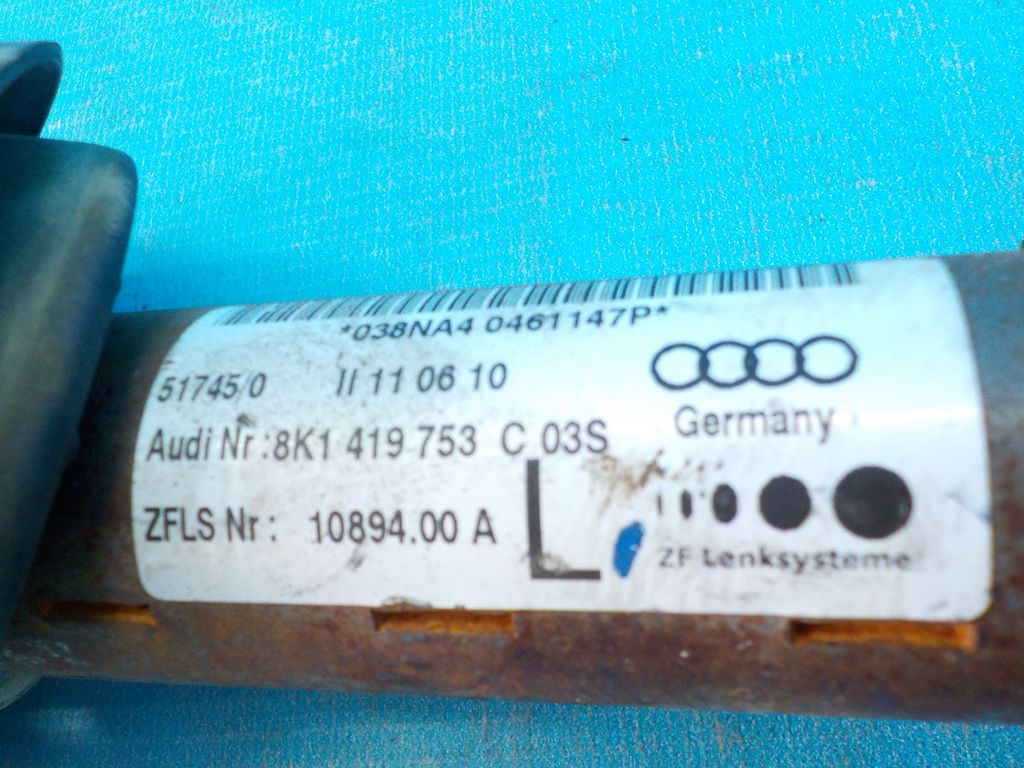 *038NA4 0461147P*
51745/0 II 11 06 10
Audi Nr.:8K1 419 753 C 03S
Germany
ZFLS Nr: 10894.00 A
L
ZF Lenksysteme